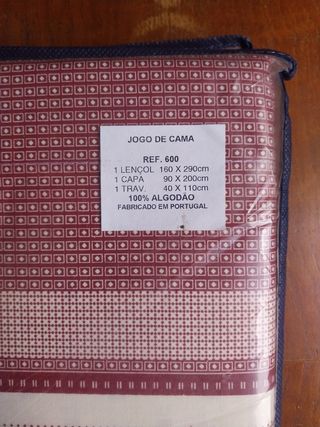 JOGO DE CAMA
REF. 600
1 LENÇOL 160 X 290cm
1 CAPA 90 X 200cm
1 TRAV. 40 X 110cm
100% ALGODÃO
FABRICADO EM PORTUGAL